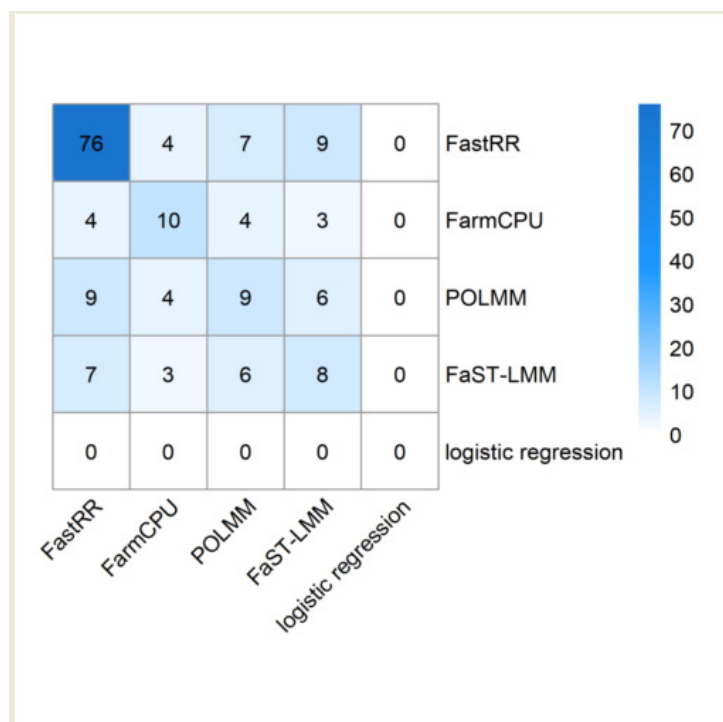 76 4 7 9 0 FastRR
4 10 4 3 0 FarmCPU
9 4 9 6 0 POLMM
7 3 6 8 0 FaST-LMM
0 0 0 0 0 logistic regression
FastRR FarmCPU POLMM FaST-LMM logistic regression
70
60
50
40
30
20
10
0